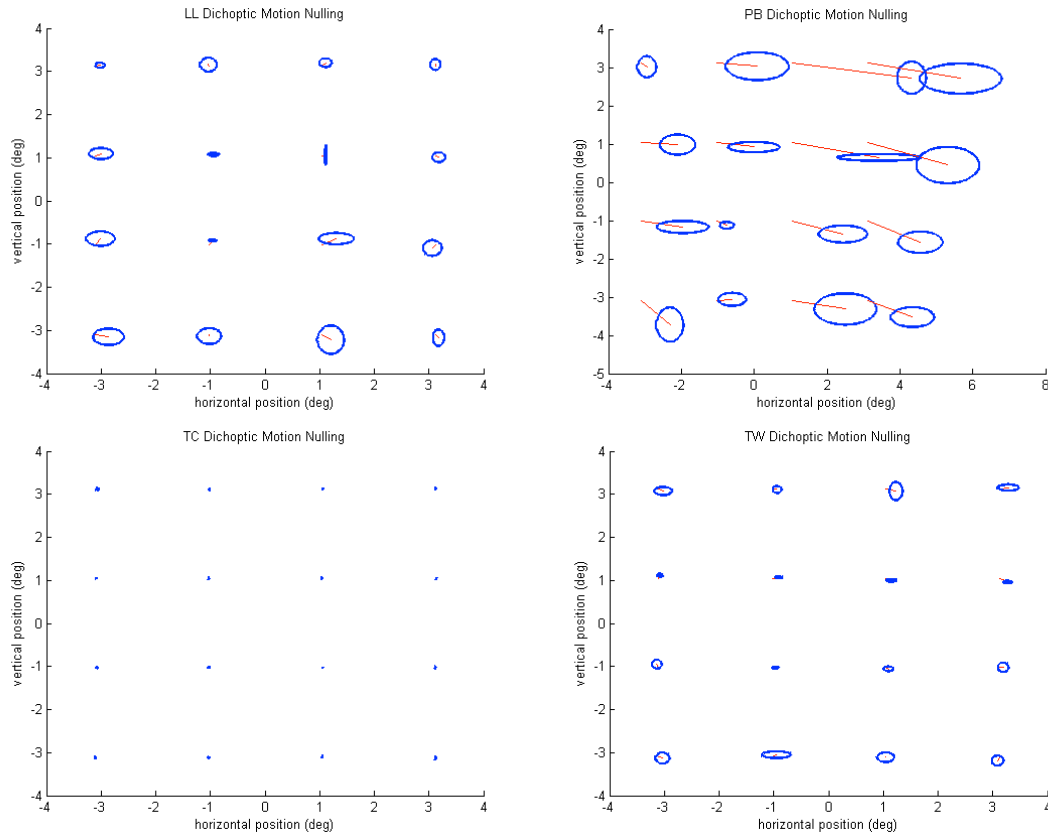 LL Dichoptic Motion Nulling
4
3
2
1
0
-1
-2
-3
-4
vertical position (deg)
-4 -3 -2 -1 0 1 2 3 4
horizontal position (deg)
PB Dichoptic Motion Nulling
4
3
2
1
0
-1
-2
-3
-4
-5
vertical position (deg)
-4 -2 0 2 4 6 8
horizontal position (deg)
TC Dichoptic Motion Nulling
4
3
2
1
0
-1
-2
-3
-4
vertical position (deg)
-4 -3 -2 -1 0 1 2 3 4
horizontal position (deg)
TW Dichoptic Motion Nulling
4
3
2
1
0
-1
-2
-3
-4
vertical position (deg)
-4 -3 -2 -1 0 1 2 3 4
horizontal position (deg)